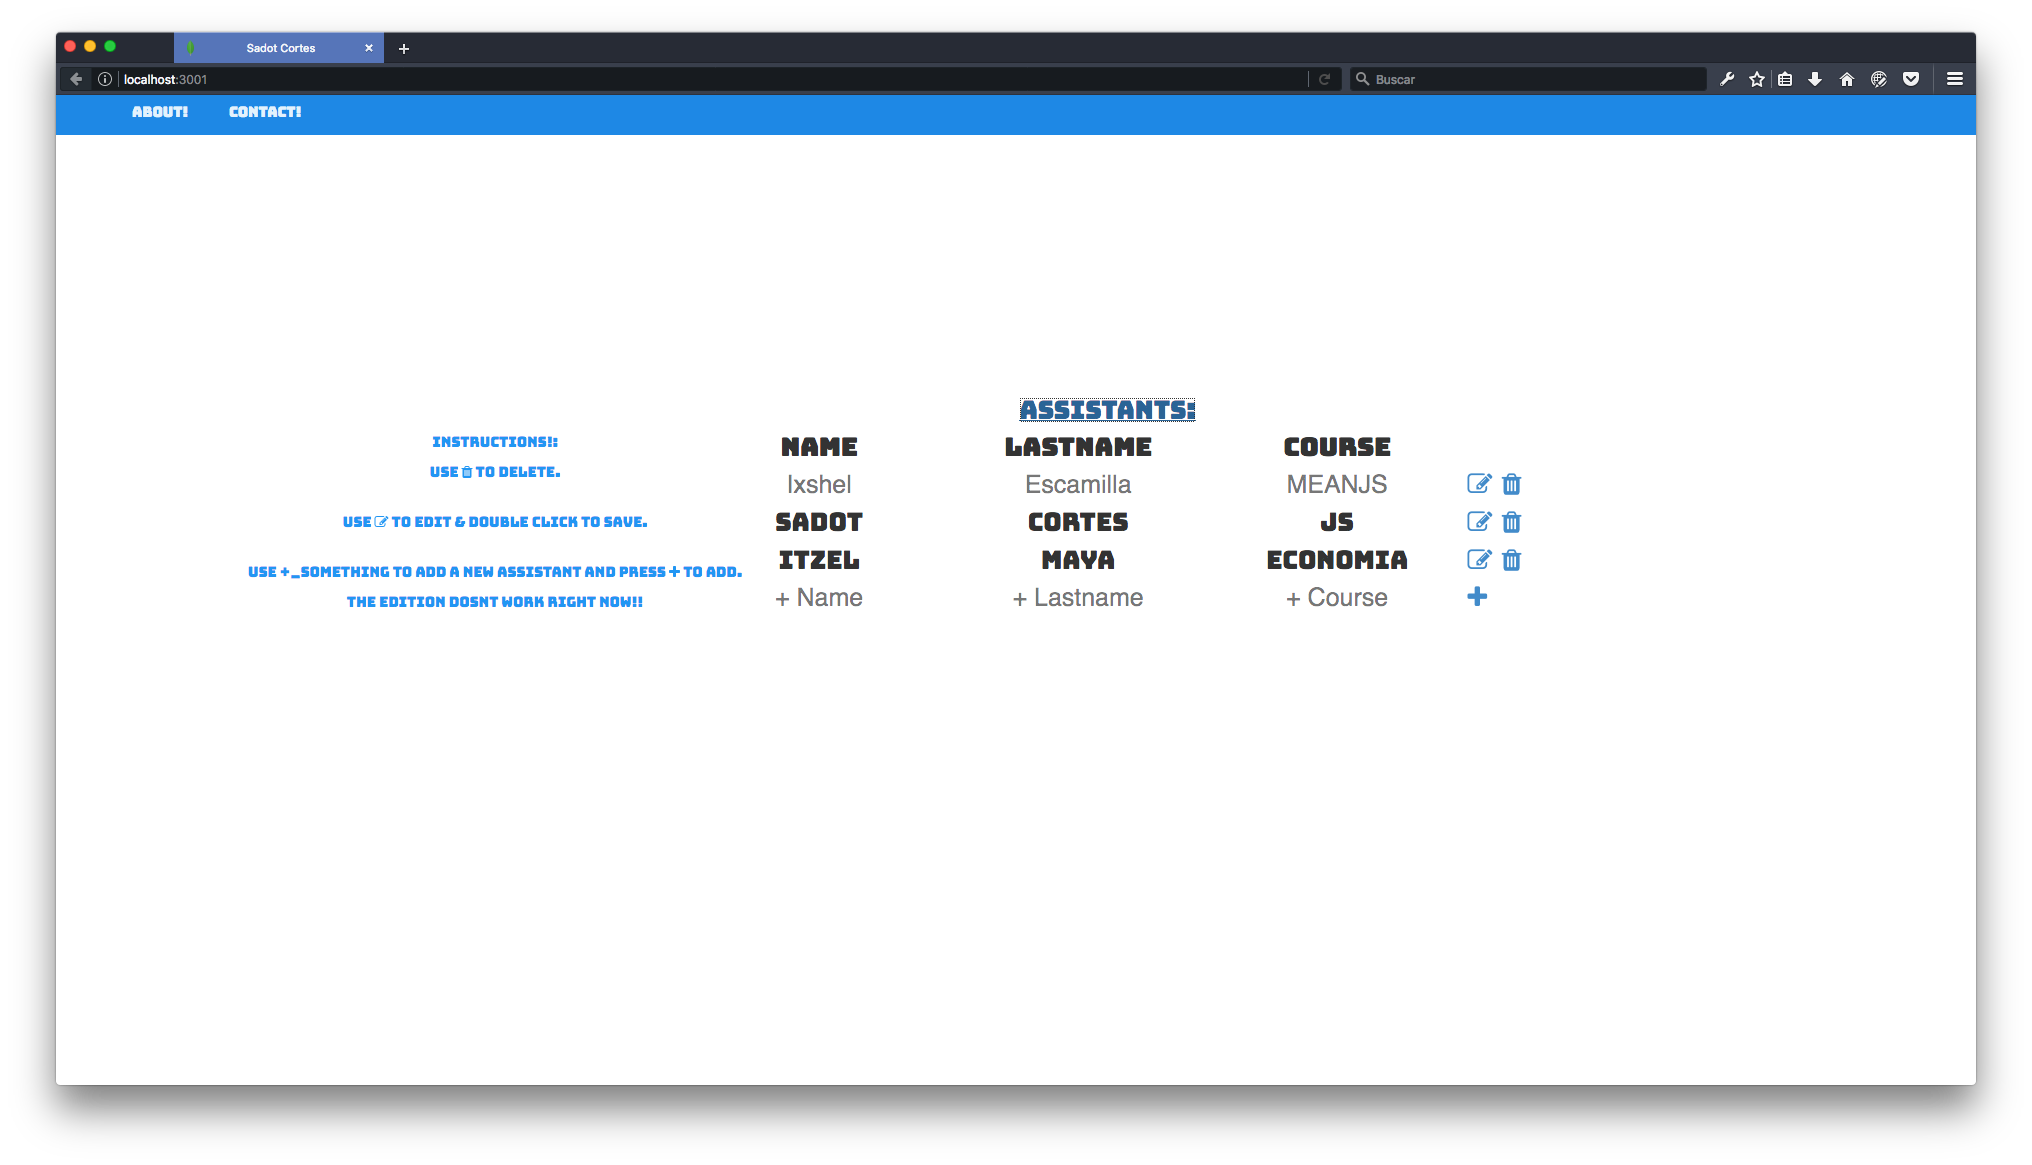 Sadot Cortes
localhost:3001
Buscar
ABOUT! CONTACT!
ASSISTANTS:
INSTRUCTIONS!:
USE TO DELETE.
USE TO EDIT & DOUBLE CLICK TO SAVE.
USE +_SOMETHING TO ADD A NEW ASSISTANT AND PRESS + TO ADD.
THE EDITION DOSNT WORK RIGHT NOW!!
NAME LASTNAME COURSE
Ixshel Escamilla MEANJS
SADOT CORTES JS
ITZEL MAYA ECONOMIA
+ Name + Lastname + Course